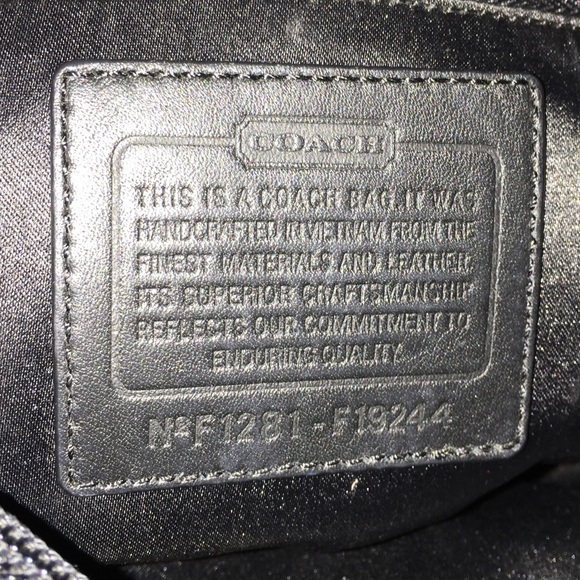 COACH
THIS IS A COACH BAG. IT WAS
HANDCRAFTED IN VIETNAM FROM THE
FINEST MATERIALS AND LEATHER.
ITS SUPERIOR CRAFTSMANSHIP
REFLECTS OUR COMMITMENT TO
ENDURING QUALITY.
Nº F1281-F19244